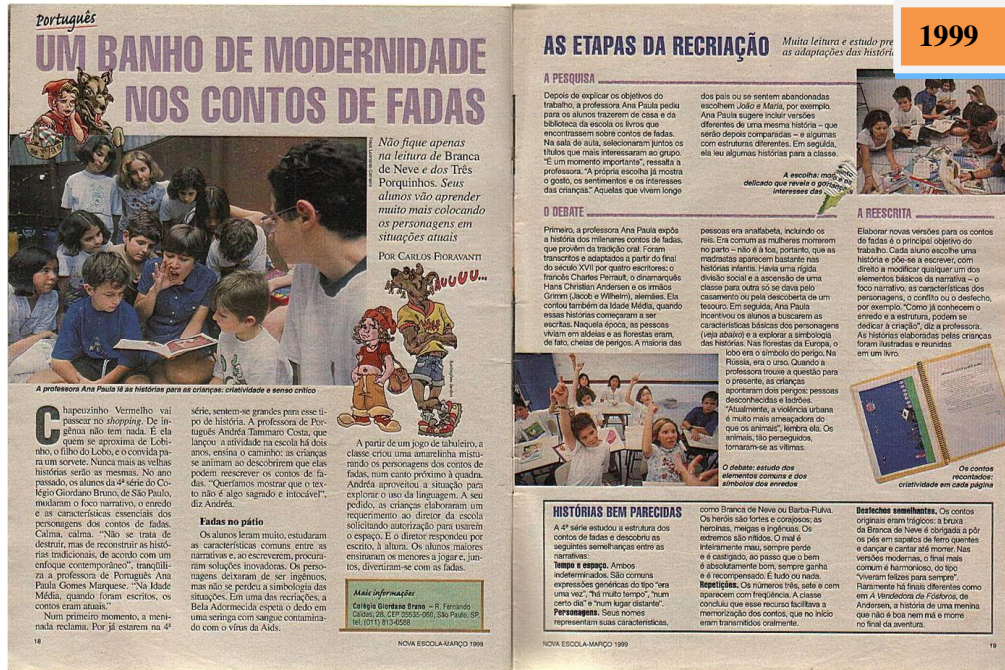 Português
UM BANHO DE MODERNIDADE
NOS CONTOS DE FADAS
Não fique apenas
na leitura de Branca
de Neve e dos Três
Porquinhos. Seus
alunos vão aprender
muito mais colocando
os personagens em
situações atuais
POR CARLOS FIORAVANTI
AUUUU...
A professora Ana Paula lê as histórias para as crianças: criatividade e senso crítico
Chapeuzinho Vermelho vai
passear no shopping. De in-
gênua não tem nada. É ela
quem se aproxima de Lobi-
nho, o filho do Lobo, e o convida pa-
ra um sorvete. Nunca mais as velhas
histórias serão as mesmas. No ano
passado, os alunos da 4ª série do Co-
légio Giordano Bruno, de São Paulo,
mudaram o foco narrativo, o enredo
e as características essenciais dos
personagens dos contos de fadas.
Calma, calma. “Não se trata de
destruir, mas de reconstruir as histó-
rias tradicionais, de acordo com um
enfoque contemporâneo”, tranqüili-
za a professora de Português Ana
Paula Gomes Marquese. “Na Idade
Média, quando foram escritos, os
contos eram atuais.”
Num primeiro momento, a me-
ninada reclama. Por já estarem na 4ª
série, sentem-se grandes para esse ti-
po de história. A professora de Por-
tuguês Andréa Tammaro Costa, que
lançou a atividade na escola há dois
anos, ensina o caminho: as crianças
se animam ao descobrirem que elas
podem reescrever os contos de fa-
das. “Queríamos mostrar que o tex-
to não é algo sagrado e intocável”,
diz Andréa.
Fadas no pátio
Os alunos leram muito, estudaram
as características comuns entre as
narrativas e, ao escreverem, procura-
ram soluções inovadoras. Os perso-
nagens deixaram de ser ingênuos,
mas não se perdeu a simbologia das
situações. Em uma das recriações, a
Bela Adormecida espeta o dedo em
uma seringa com sangue contamina-
do com o vírus da Aids.
A partir de um jogo de tabuleiro, a
classe criou uma amarelinha mistu-
rando os personagens dos contos de
fadas, num canto próximo à quadra.
Andréa aproveitou a situação para
explorar o uso da linguagem. A seu
pedido, as crianças elaboraram um
requerimento ao diretor da escola
solicitando autorização para usarem
o espaço. E o diretor respondeu por
escrito, à altura. Os alunos maiores
ensinaram os menores a jogar e, jun-
tos, divertiram-se com as fadas.
Mais informações
Colégio Giordano Bruno – R. Fernando
Caldas, 28, CEP 05535-060, São Paulo, SP,
tel. (011) 813-0588
18
NOVA ESCOLA-MARÇO 1999
1999
AS ETAPAS DA RECRIAÇÃO
Muita leitura e estudo
as adaptações das
A PESQUISA
Depois de explicar os objetivos do
trabalho, a professora Ana Paula pediu
para os alunos trazerem de casa e da
biblioteca da escola os livros que
encontrassem sobre contos de fadas.
Na sala de aula, selecionaram juntos os
títulos que mais interessaram ao grupo.
“É um momento importante”, ressalta a
professora. “A própria escolha já mostra
o gosto, os sentimentos e os interesses
das crianças.” Aquelas que vivem longe
dos pais ou se sentem abandonadas
escolhem João e Maria, por exemplo.
Ana Paula sugere incluir versões
diferentes de uma mesma história – que
serão depois comparadas – e algumas
com estruturas diferentes. Em seguida,
ela leu algumas histórias para a classe.
A escolha:
delicado que revela o
interesses das
O DEBATE
Primeiro, a professora Ana Paula expôs
a história dos milenares contos de fadas,
que provêm da tradição oral. Foram
transcritos e adaptados a partir do final
do século XVII por quatro escritores: o
francês Charles Perrault, o dinamarquês
Hans Christian Andersen e os irmãos
Grimm (Jacob e Wilhelm), alemães. Ela
contou também da Idade Média, quando
essas histórias começaram a ser
escritas. Naquela época, as pessoas
viviam em aldeias e as florestas eram,
de fato, cheias de perigos. A maioria das
pessoas era analfabeta, incluindo os
reis. Era comum as mulheres morrerem
no parto – não é à toa, portanto, que as
madrastas aparecem bastante nas
histórias infantis. Havia uma rígida
divisão social e a ascensão de uma
classe para outra só se dava pelo
casamento ou pela descoberta de um
tesouro. Em seguida, Ana Paula
incentivou os alunos a buscarem as
características básicas dos personagens
(veja abaixo) e a explorar a simbologia
das histórias. Nas florestas da Europa, o
lobo era o símbolo do perigo. Na
Rússia, era o urso. Quando a
professora trouxe a questão para
o presente, as crianças
apontaram dois perigos: pessoas
desconhecidas e ladrões.
“Atualmente, a violência urbana
é muito mais ameaçadora do
que os animais”, lembra ela. Os
animais, tão perseguidos,
tornaram-se as vítimas.
O debate: estudo dos
elementos comuns e dos
símbolos dos enredos
A REESCRITA
Elaborar novas versões para os contos
de fadas é o principal objetivo do
trabalho. Cada aluno escolhe uma
história e põe-se a escrever, com
direito a modificar qualquer um dos
elementos básicos da narrativa – o
foco narrativo, as características dos
personagens, o conflito ou o desfecho,
por exemplo. “Como já conhecem o
enredo e a estrutura, podem se
dedicar à criação”, diz a professora.
As histórias elaboradas pelas crianças
foram ilustradas e reunidas
em um livro.
Os contos
recontados:
criatividade em cada página
HISTÓRIAS BEM PARECIDAS
A 4ª série estudou a estrutura dos
contos de fadas e descobriu as
seguintes semelhanças entre as
narrativas:
Tempo e espaço. Ambos
indeterminados. São comuns
expressões genéricas do tipo “era
uma vez”, “há muito tempo”, “num
certo dia” e “num lugar distante”.
Personagens. Seus nomes
representam suas características,
como Branca de Neve ou Barba-Ruiva.
Os heróis são fortes e corajosos; as
heroínas, meigas e ingênuas. Os
extremos são nítidos. O mal é
inteiramente mau, sempre perde
e é castigado, ao passo que o bem
é absolutamente bom, sempre ganha
e é recompensado. É tudo ou nada.
Repetições. Os números três, sete e cem
aparecem com freqüência. A classe
concluiu que esse recurso facilitava a
memorização dos contos, que no início
eram transmitidos oralmente.
Desfechos semelhantes. Os contos
originais eram trágicos: a bruxa
da Branca de Neve é obrigada a pôr
os pés em sapatos de ferro quentes
e dançar e cantar até morrer. Nas
versões modernas, o final mais
comum é harmonioso, do tipo
“viveram felizes para sempre”.
Raramente há finais diferentes como
em A Vendedora de Fósforos, de
Andersen, a história de uma menina
que não é boa nem má e morre
no final da aventura.
NOVA ESCOLA-MARÇO 1999
19